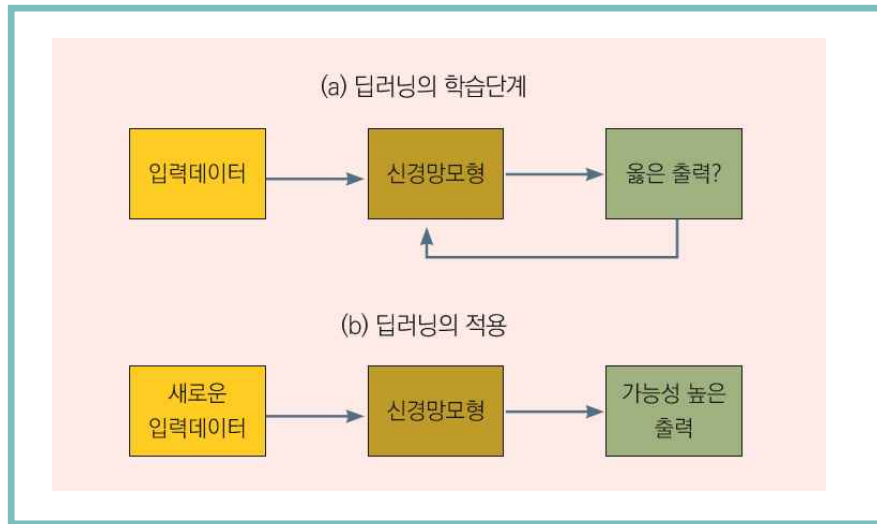 (a) 딥러닝의 학습단계
입력데이터
신경망모형
옳은 출력?
(b) 딥러닝의 적용
새로운
입력데이터
신경망모형
가능성 높은
출력